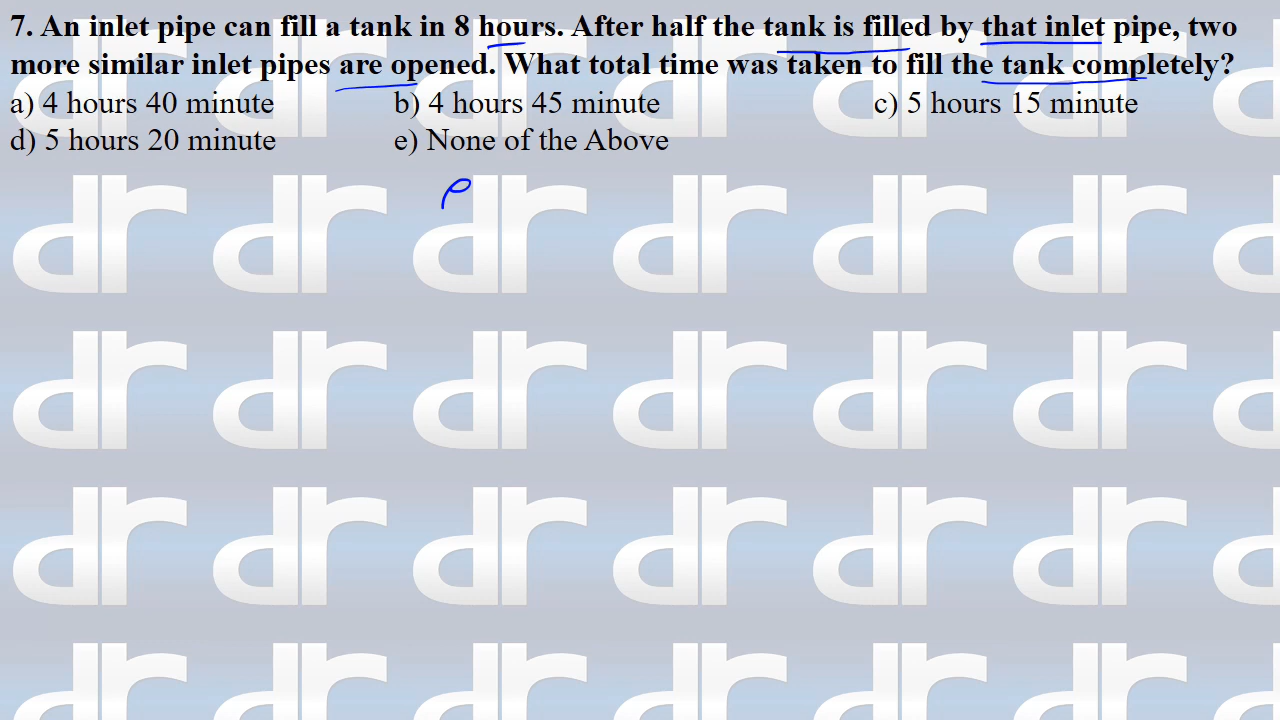 7. An inlet pipe can fill a tank in 8 hours. After half the tank is filled by that inlet pipe, two
more similar inlet pipes are opened. What total time was taken to fill the tank completely?
a) 4 hours 40 minute b) 4 hours 45 minute c) 5 hours 15 minute
d) 5 hours 20 minute e) None of the Above